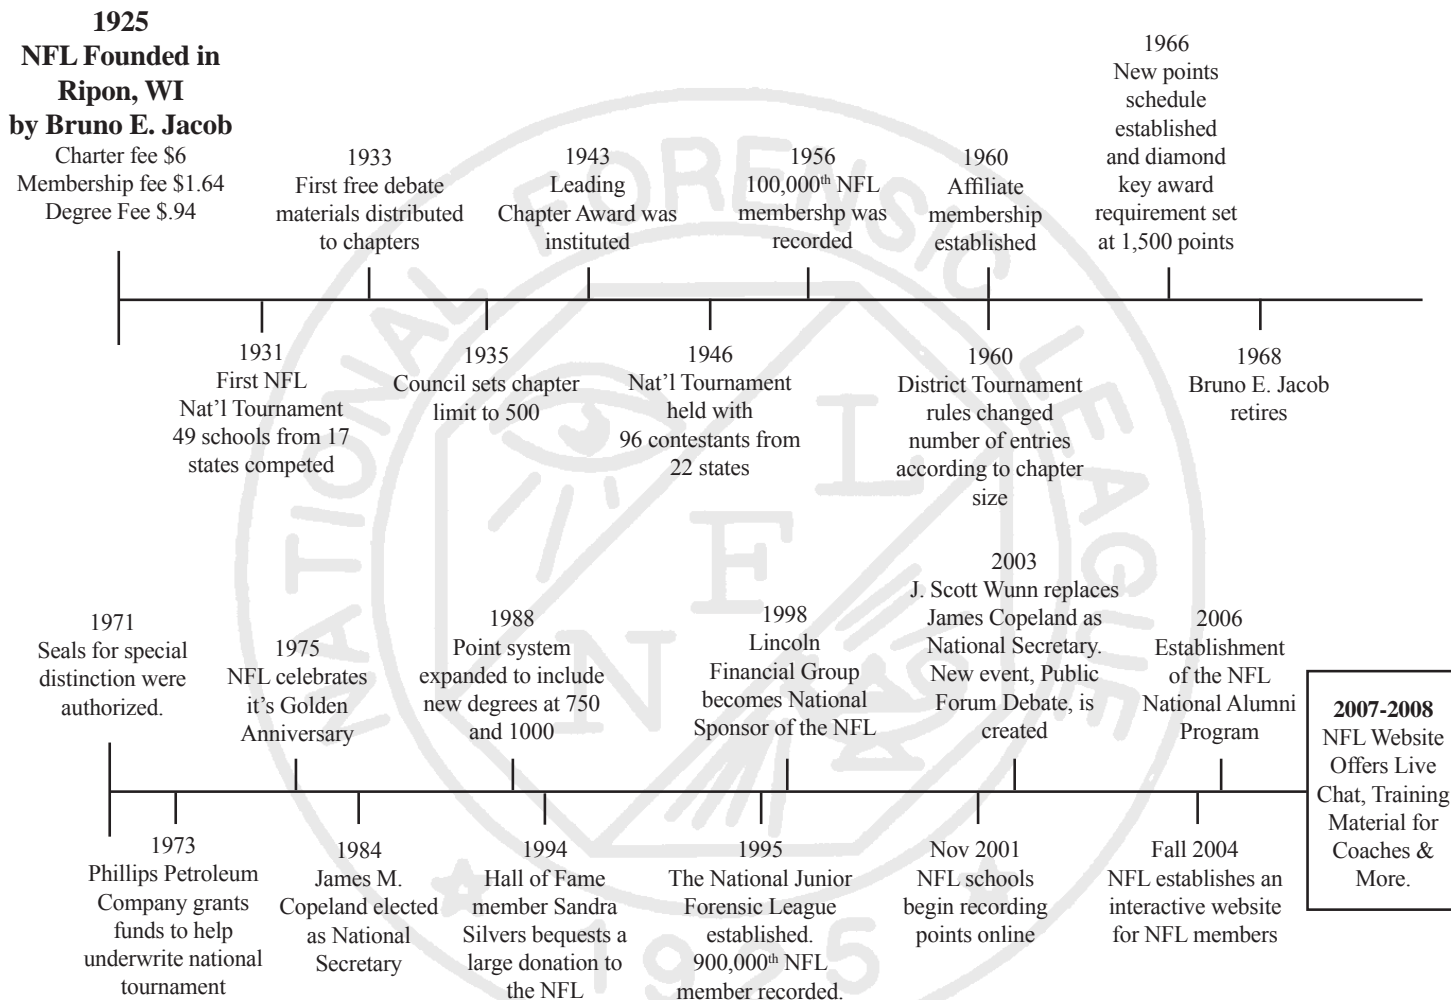 1925
NFL Founded in
Ripon, WI
by Bruno E. Jacob
Charter fee $6
Membership fee $1.64
Degree Fee $.94
1933
First free debate
materials distributed
to chapters
1943
Leading
Chapter Award was
instituted
1956
100,000th NFL
membershp was
recorded
1960
Affiliate
membership
established
1966
New points
schedule
established
and diamond
key award
requirement set
at 1,500 points
1931
First NFL
Nat’l Tournament
49 schools from 17
states competed
1935
Council sets chapter
limit to 500
1946
Nat’l Tournament
held with
96 contestants from
22 states
1960
District Tournament
rules changed
number of entries
according to chapter
size
1968
Bruno E. Jacob
retires
1971
Seals for special
distinction were
authorized.
1975
NFL celebrates
it’s Golden
Anniversary
1988
Point system
expanded to include
new degrees at 750
and 1000
1998
Lincoln
Financial Group
becomes National
Sponsor of the NFL
2003
J. Scott Wunn replaces
James Copeland as
National Secretary.
New event, Public
Forum Debate, is
created
2006
Establishment
of the NFL
National Alumni
Program
2007-2008
NFL Website
Offers Live
Chat, Training
Material for
Coaches &
More.
1973
Phillips Petroleum
Company grants
funds to help
underwrite national
tournament
1984
James M.
Copeland elected
as National
Secretary
1994
Hall of Fame
member Sandra
Silvers bequests a
large donation to
the NFL
1995
The National Junior
Forensic League
established.
900,000th NFL
member recorded.
Nov 2001
NFL schools
begin recording
points online
Fall 2004
NFL establishes an
interactive website
for NFL members
NATIONAL FORENSIC LEAGUE
L
F
N
1925